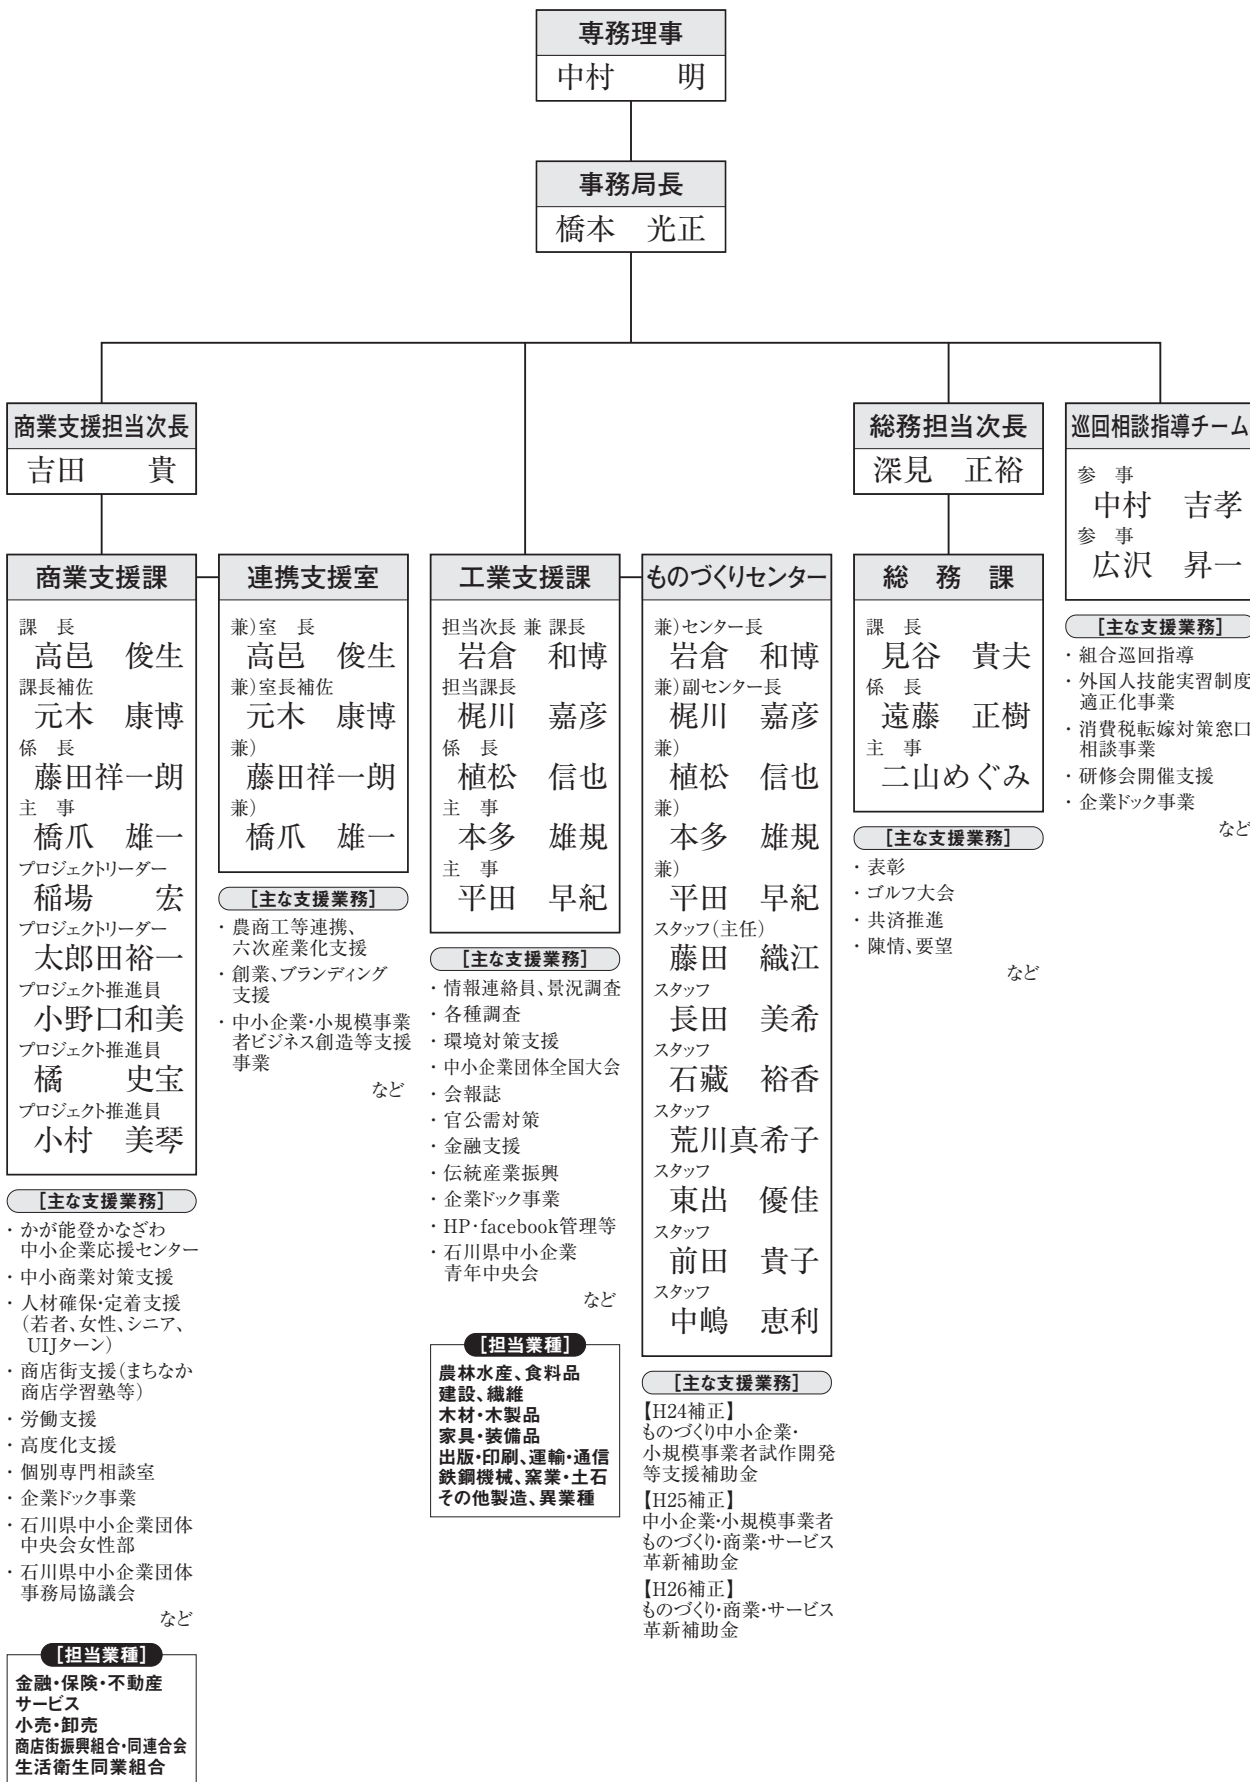 専務理事
中村　明
事務局長
橋本　光正
商業支援担当次長
吉田　貴
商業支援課
課　長
高邑　俊生
課長補佐
元木　康博
係　長
藤田祥一朗
主　事
橋爪　雄一
プロジェクトリーダー
稲場　宏
プロジェクトリーダー
太郎田裕一
プロジェクト推進員
小野口和美
プロジェクト推進員
橘　史宝
プロジェクト推進員
小村　美琴
[主な支援業務]
・かが能登かなざわ
中小企業応援センター
・中小商業対策支援
・人材確保・定着支援
(若者、女性、シニア、
UIJターン)
・商店街支援(まちなか
商店学習塾等)
・労働支援
・高度化支援
・個別専門相談室
・企業ドック事業
・石川県中小企業団体
中央会女性部
・石川県中小企業団体
事務局協議会
など
[担当業種]
金融・保険・不動産
サービス
小売・卸売
商店街振興組合・同連合会
生活衛生同業組合
連携支援室
兼)室　長
高邑　俊生
兼)室長補佐
元木　康博
兼)
藤田祥一朗
兼)
橋爪　雄一
[主な支援業務]
・農商工等連携、
六次産業化支援
・創業、ブランディング
支援
・中小企業・小規模事業
者ビジネス創造等支援
事業
など
工業支援課
担当次長 兼 課長
岩倉　和博
担当課長
梶川　嘉彦
係　長
植松　信也
主　事
本多　雄規
主　事
平田　早紀
[主な支援業務]
・情報連絡員、景況調査
・各種調査
・環境対策支援
・中小企業団体全国大会
・会報誌
・官公需対策
・金融支援
・伝統産業振興
・企業ドック事業
・HP・facebook管理等
・石川県中小企業
青年中央会
など
[担当業種]
農林水産、食料品
建設、繊維
木材・木製品
家具・装備品
出版・印刷、運輸・通信
鉄鋼機械、窯業・土石
その他製造、異業種
ものづくりセンター
兼)センター長
岩倉　和博
兼)副センター長
梶川　嘉彦
兼)
植松　信也
兼)
本多　雄規
兼)
平田　早紀
スタッフ(主任)
藤田　織江
スタッフ
長田　美希
スタッフ
石藏　裕香
スタッフ
荒川真希子
スタッフ
東出　優佳
スタッフ
前田　貴子
スタッフ
中嶋　恵利
[主な支援業務]
【H24補正】
ものづくり中小企業・
小規模事業者試作開発
等支援補助金
【H25補正】
中小企業・小規模事業者
ものづくり・商業・サービス
革新補助金
【H26補正】
ものづくり・商業・サービス
革新補助金
総務担当次長
深見　正裕
総　務　課
課　長
見谷　貴夫
係　長
遠藤　正樹
主　事
二山めぐみ
[主な支援業務]
・表彰
・ゴルフ大会
・共済推進
・陳情、要望
など
巡回相談指導チーム
参　事
中村　吉孝
参　事
広沢　昇一
[主な支援業務]
・組合巡回指導
・外国人技能実習制度
適正化事業
・消費税転嫁対策窓口
相談事業
・研修会開催支援
・企業ドック事業
など